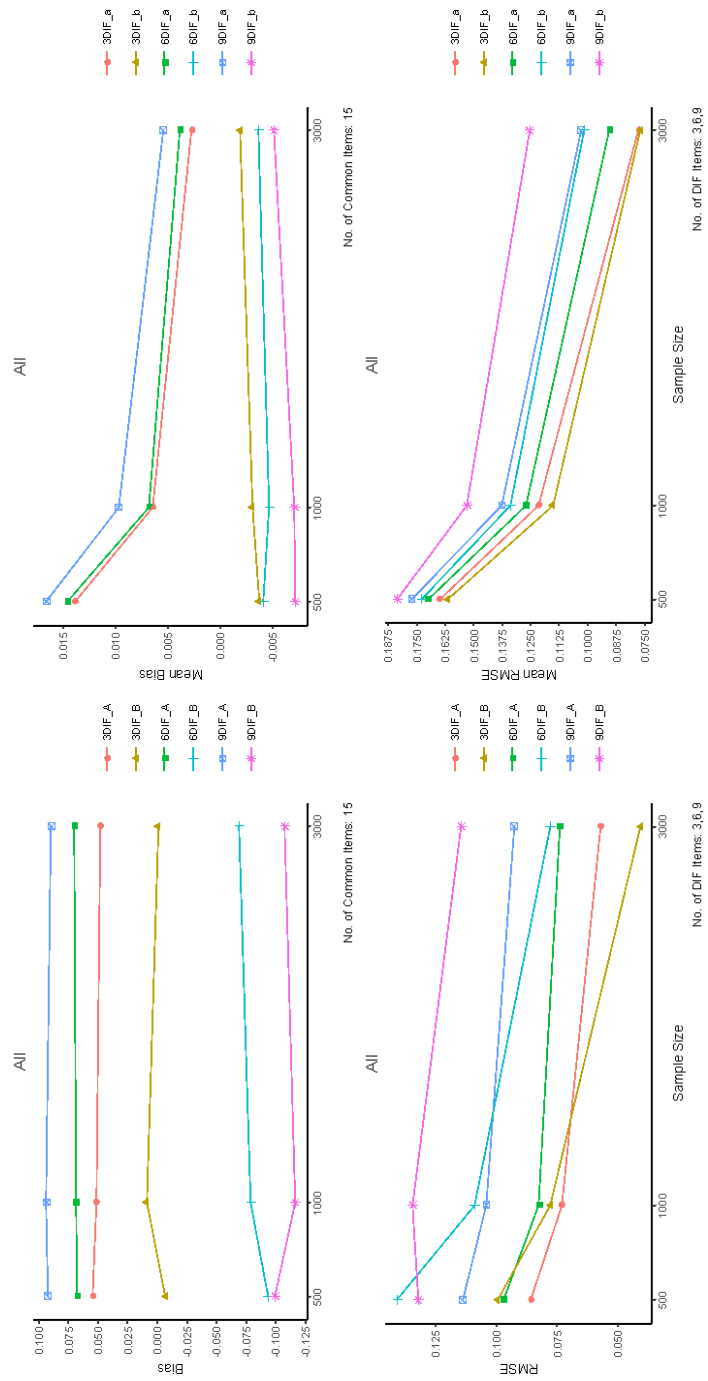 All
0.100
0.075
0.050
0.025
0.000
-0.025
-0.050
-0.075
-0.100
-0.125
Bias
500
1000
3000
No. of Common Items: 15
3DIF_A
3DIF_B
6DIF_A
6DIF_B
9DIF_A
9DIF_B
All
0.015
0.010
0.005
0.000
-0.005
Mean Bias
500
1000
3000
No. of Common Items: 15
3DIF_a
3DIF_b
6DIF_a
6DIF_b
9DIF_a
9DIF_b
All
0.125
0.100
0.075
0.050
RMSE
500
1000
3000
Sample Size
No. of DIF Items: 3,6,9
3DIF_A
3DIF_B
6DIF_A
6DIF_B
9DIF_A
9DIF_B
All
0.1875
0.1750
0.1625
0.1500
0.1375
0.1250
0.1125
0.1000
0.0875
0.0750
Mean RMSE
500
1000
3000
Sample Size
No. of DIF Items: 3,6,9
3DIF_a
3DIF_b
6DIF_a
6DIF_b
9DIF_a
9DIF_b